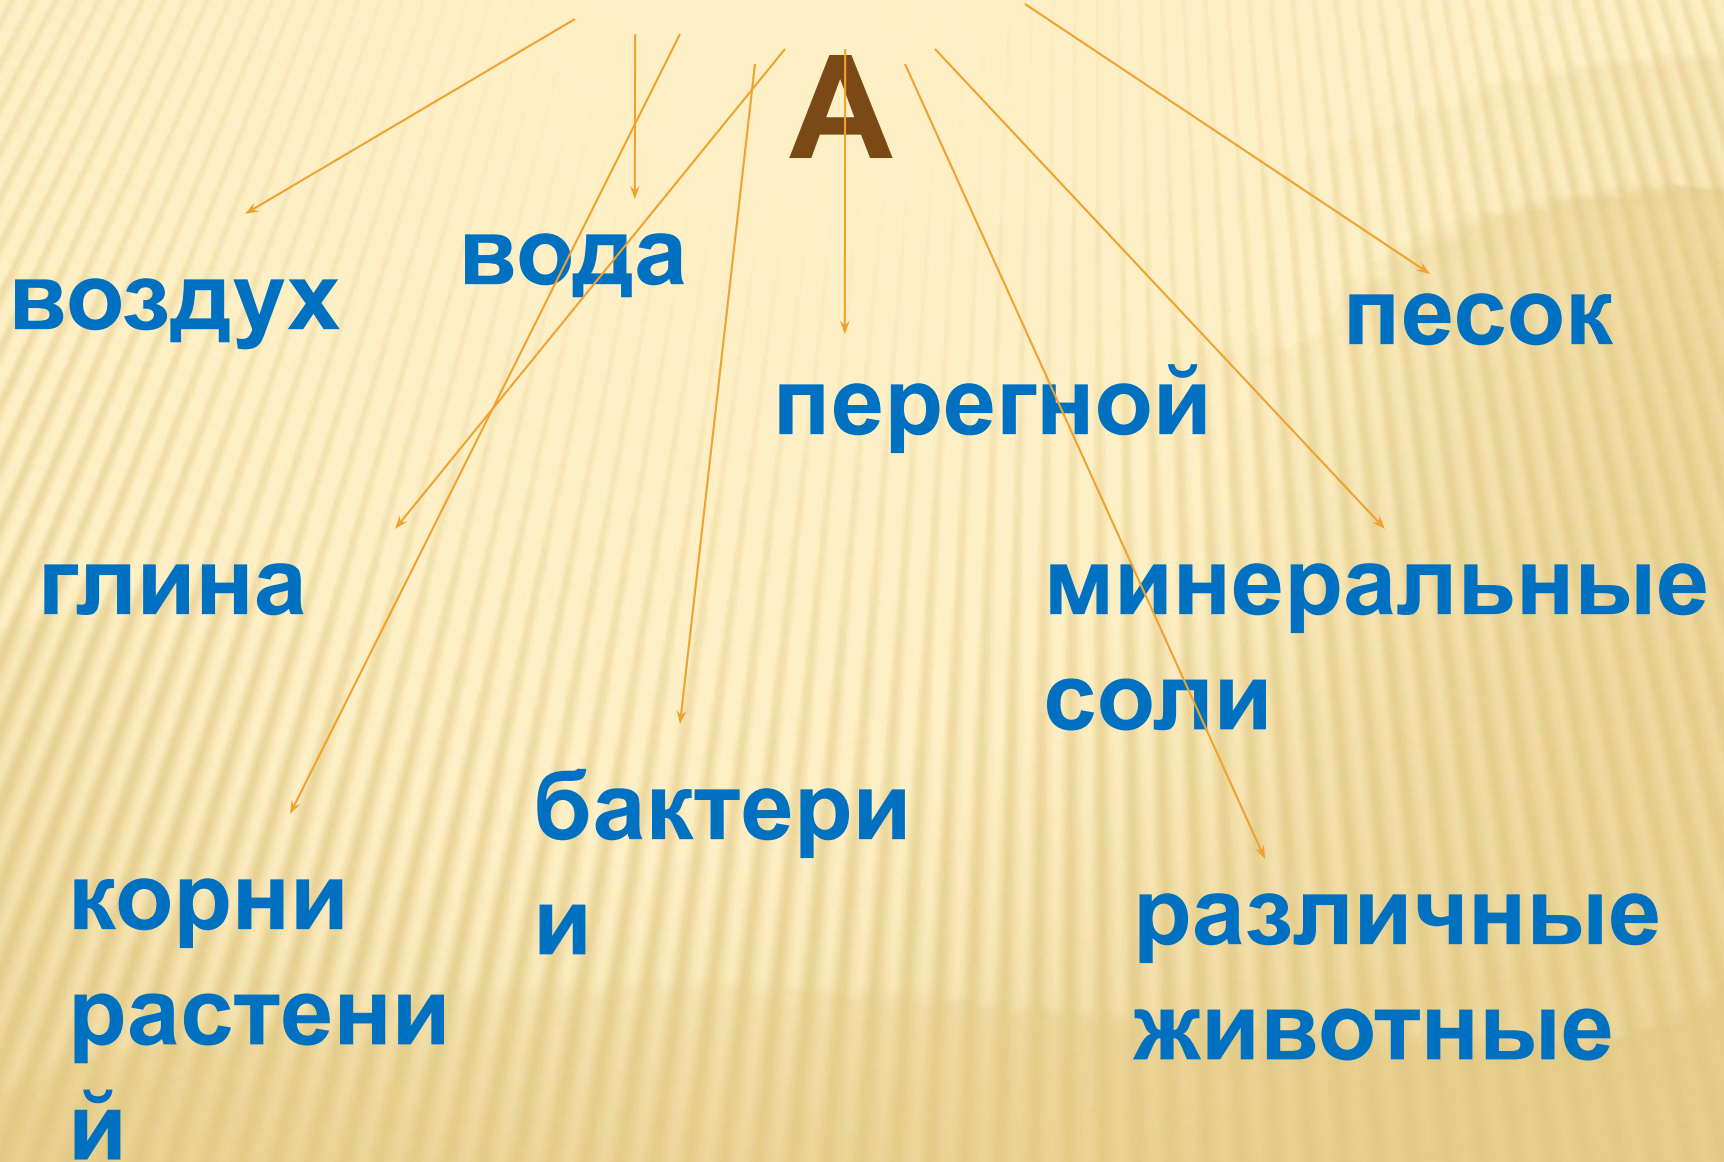 А
вода
воздух
песок
перегной
глина
минеральные
соли
бактери
и
корни
растени
й
различные
животные